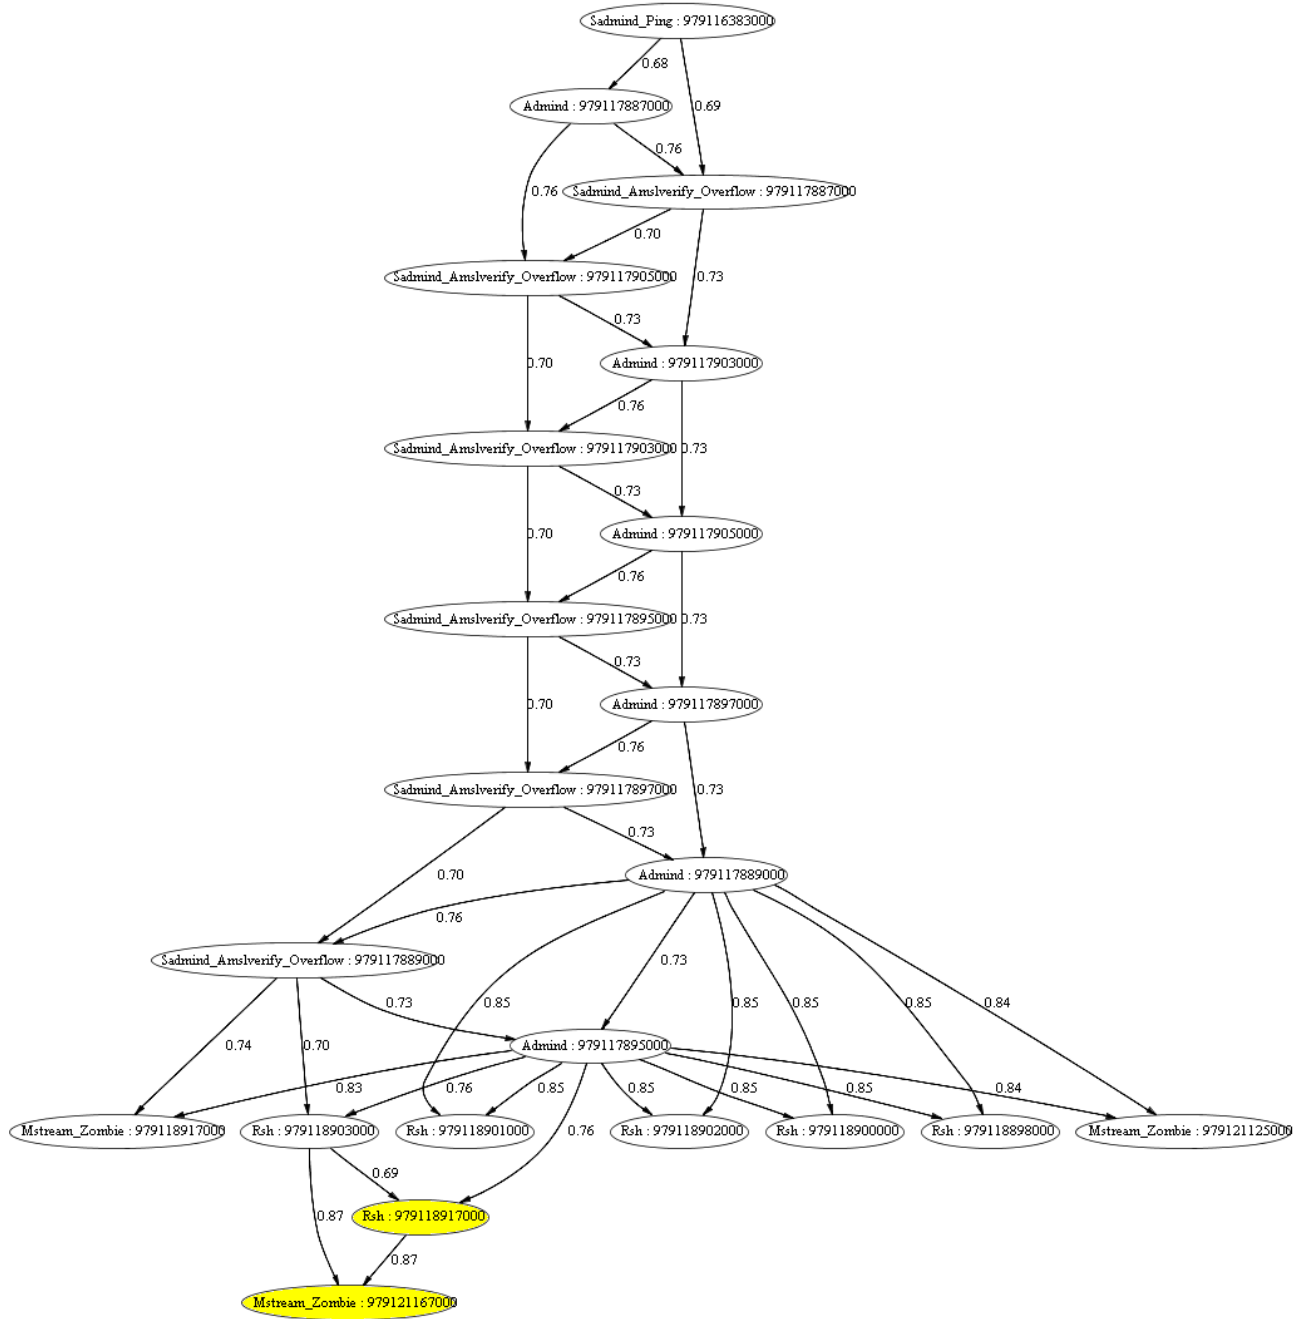 Sadmind_Ping : 979116383000
0.68
Admind : 979117887000
0.69
0.76
0.76
Sadmind_Amslverify_Overflow : 979117887000
0.70
Sadmind_Amslverify_Overflow : 979117905000
0.73
0.73
0.70
Admind : 979117903000
0.76
Sadmind_Amslverify_Overflow : 979117903000
0.73
0.73
0.70
Admind : 979117905000
0.76
Sadmind_Amslverify_Overflow : 979117895000
0.73
0.73
0.70
Admind : 979117897000
0.76
Sadmind_Amslverify_Overflow : 979117897000
0.73
0.73
0.70
Admind : 979117889000
0.76
Sadmind_Amslverify_Overflow : 979117889000
0.73
0.73
0.85
0.85
0.85
0.85
0.84
0.74
0.70
Admind : 979117895000
0.83
0.76
0.85
0.85
0.85
0.85
0.84
Mstream_Zombie : 979118917000
Rsh : 979118903000
Rsh : 979118901000
Rsh : 979118902000
Rsh : 979118900000
Rsh : 979118898000
Mstream_Zombie : 979121125000
0.76
0.69
0.87
Rsh : 979118917000
0.87
Mstream_Zombie : 979121167000